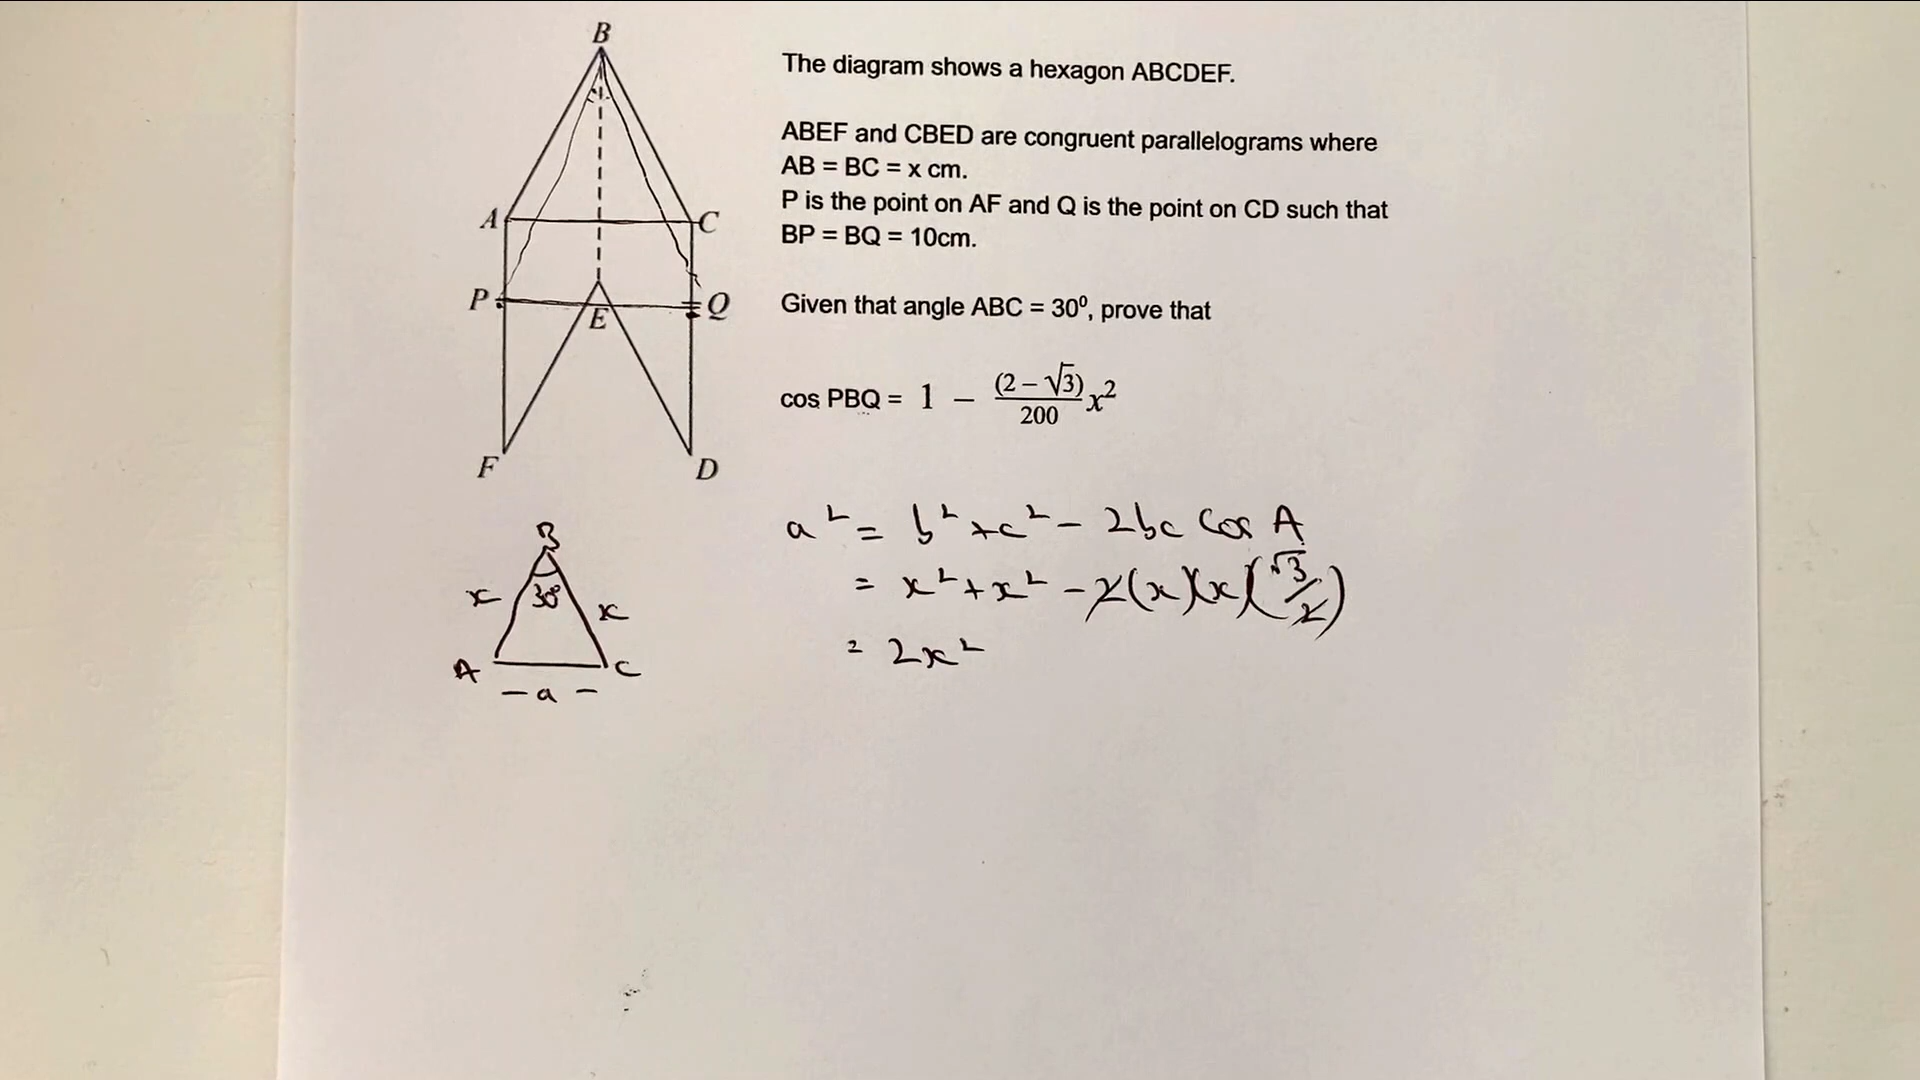 B
The diagram shows a hexagon ABCDEF.
ABEF and CBED are congruent parallelograms where
AB = BC = x cm.
P is the point on AF and Q is the point on CD such that
BP = BQ = 10cm.
A
C
P
Q
E
Given that angle ABC = 30⁰, prove that
cos PBQ = 1 − (2 − √3)/200 x²
F
D
a² = b² + c² − 2bc Cos A
= x² + x² − 2(x)(x)(√3/2)
= 2x²
B
x
30°
x
A
C
– a –